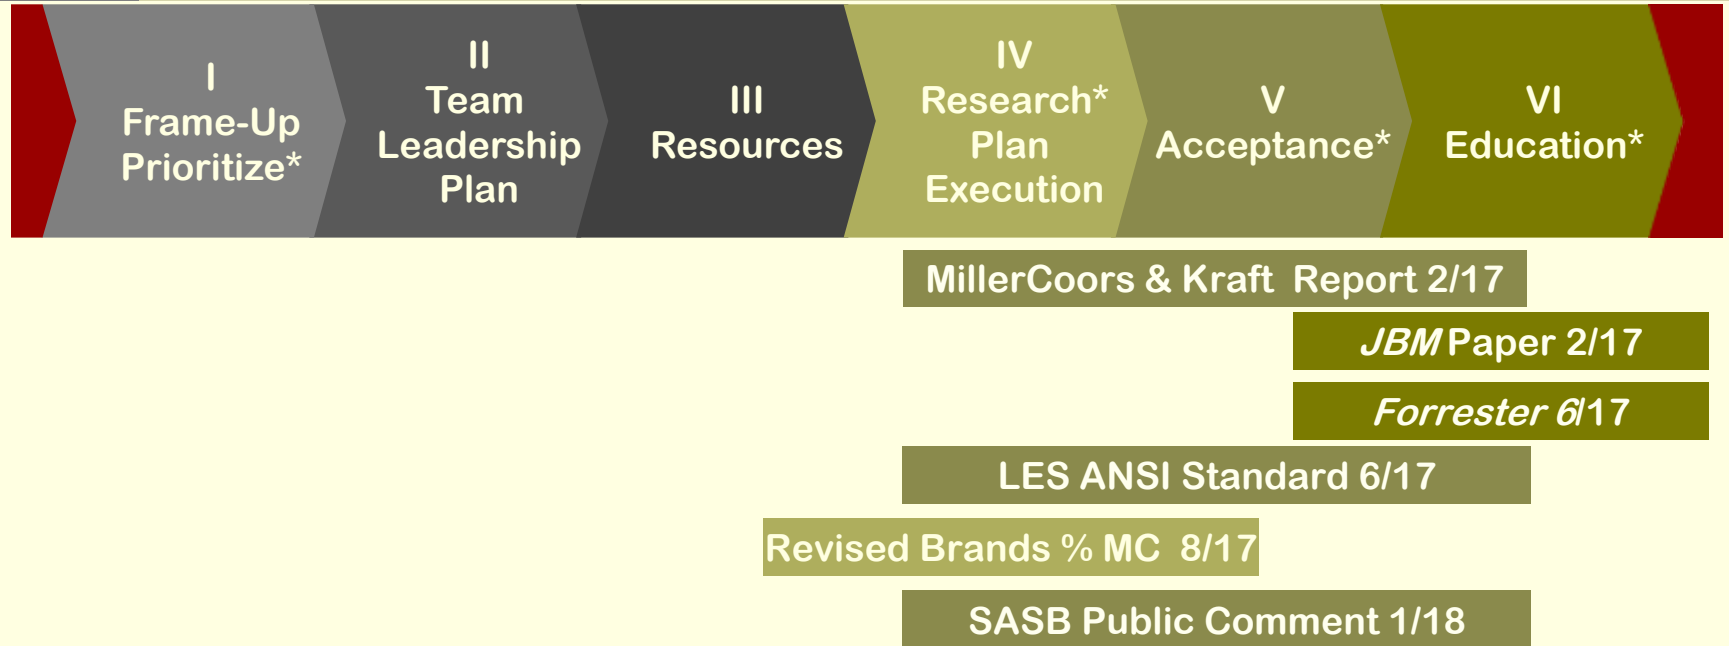 I
Frame-Up
Prioritize*
II
Team
Leadership
Plan
III
Resources
IV
Research*
Plan
Execution
V
Acceptance*
VI
Education*
MillerCoors & Kraft  Report 2/17
JBM Paper 2/17
Forrester 6/17
LES ANSI Standard 6/17
Revised Brands % MC  8/17
SASB Public Comment 1/18